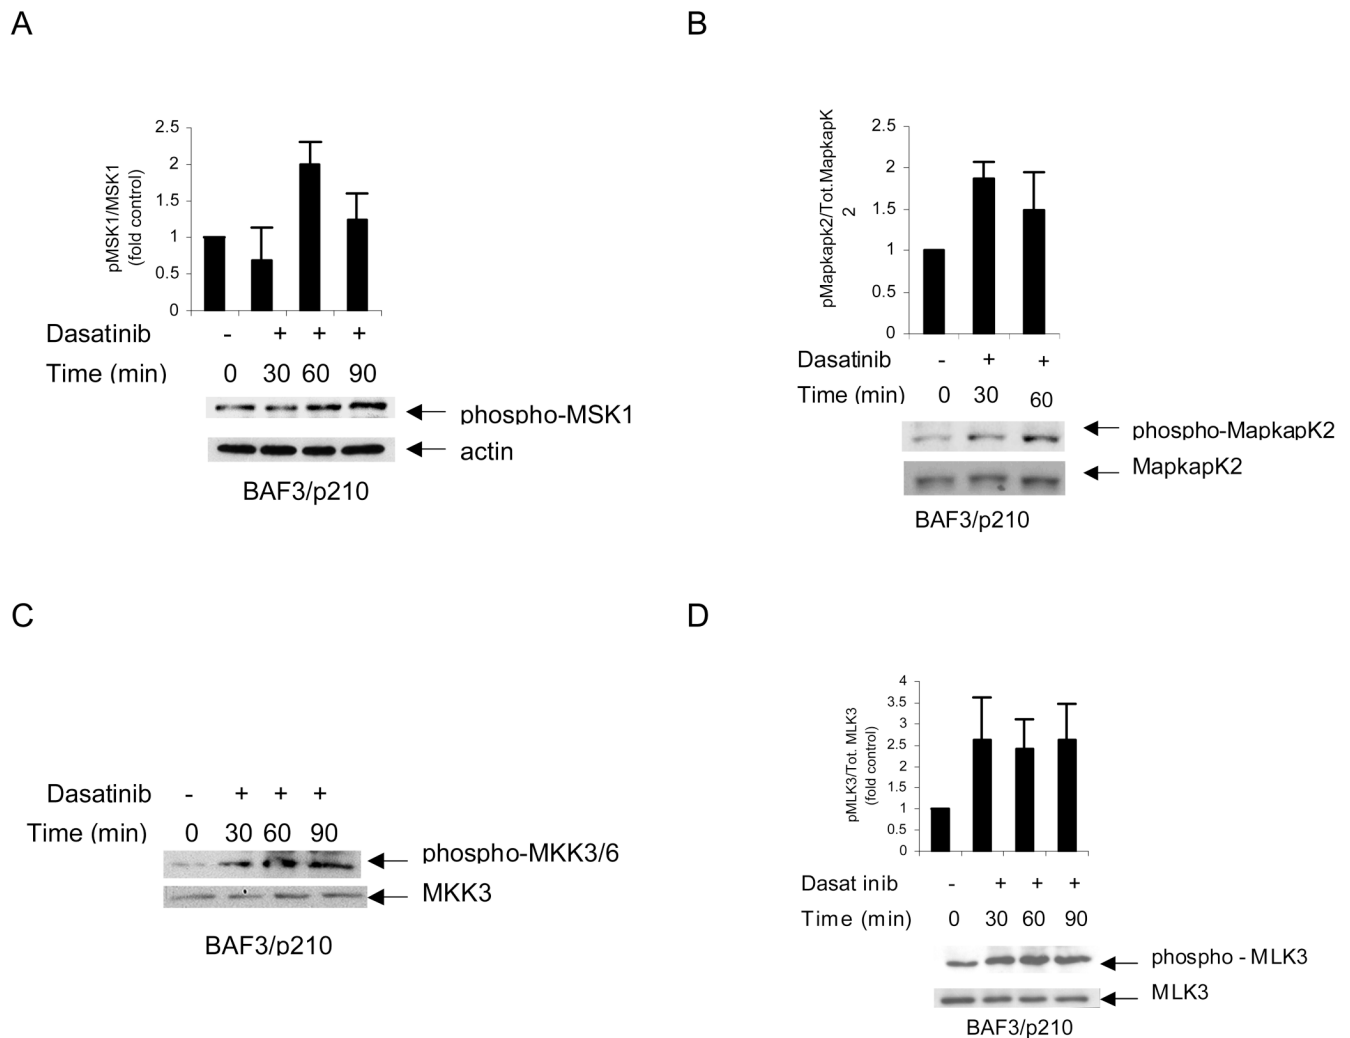 A
pMSK1/MSK1
(fold control)
2.5
2
1.5
1
0.5
0
Dasatinib - + + +
Time (min) 0 30 60 90
phospho-MSK1
actin
BAF3/p210
B
pMapkapk2/Tot.MapkapK
2
2.5
2
1.5
1
0.5
0
Dasatinib - + +
Time (min) 0 30 60
phospho-MapkapK2
MapkapK2
BAF3/p210
C
Dasatinib - + + +
Time (min) 0 30 60 90
phospho-MKK3/6
MKK3
BAF3/p210
D
pMLK3/Tot. MLK3
(fold control)
4
3.5
3
2.5
2
1.5
1
0.5
0
Dasat inib - + + +
Time (min) 0 30 60 90
phospho - MLK3
MLK3
BAF3/p210